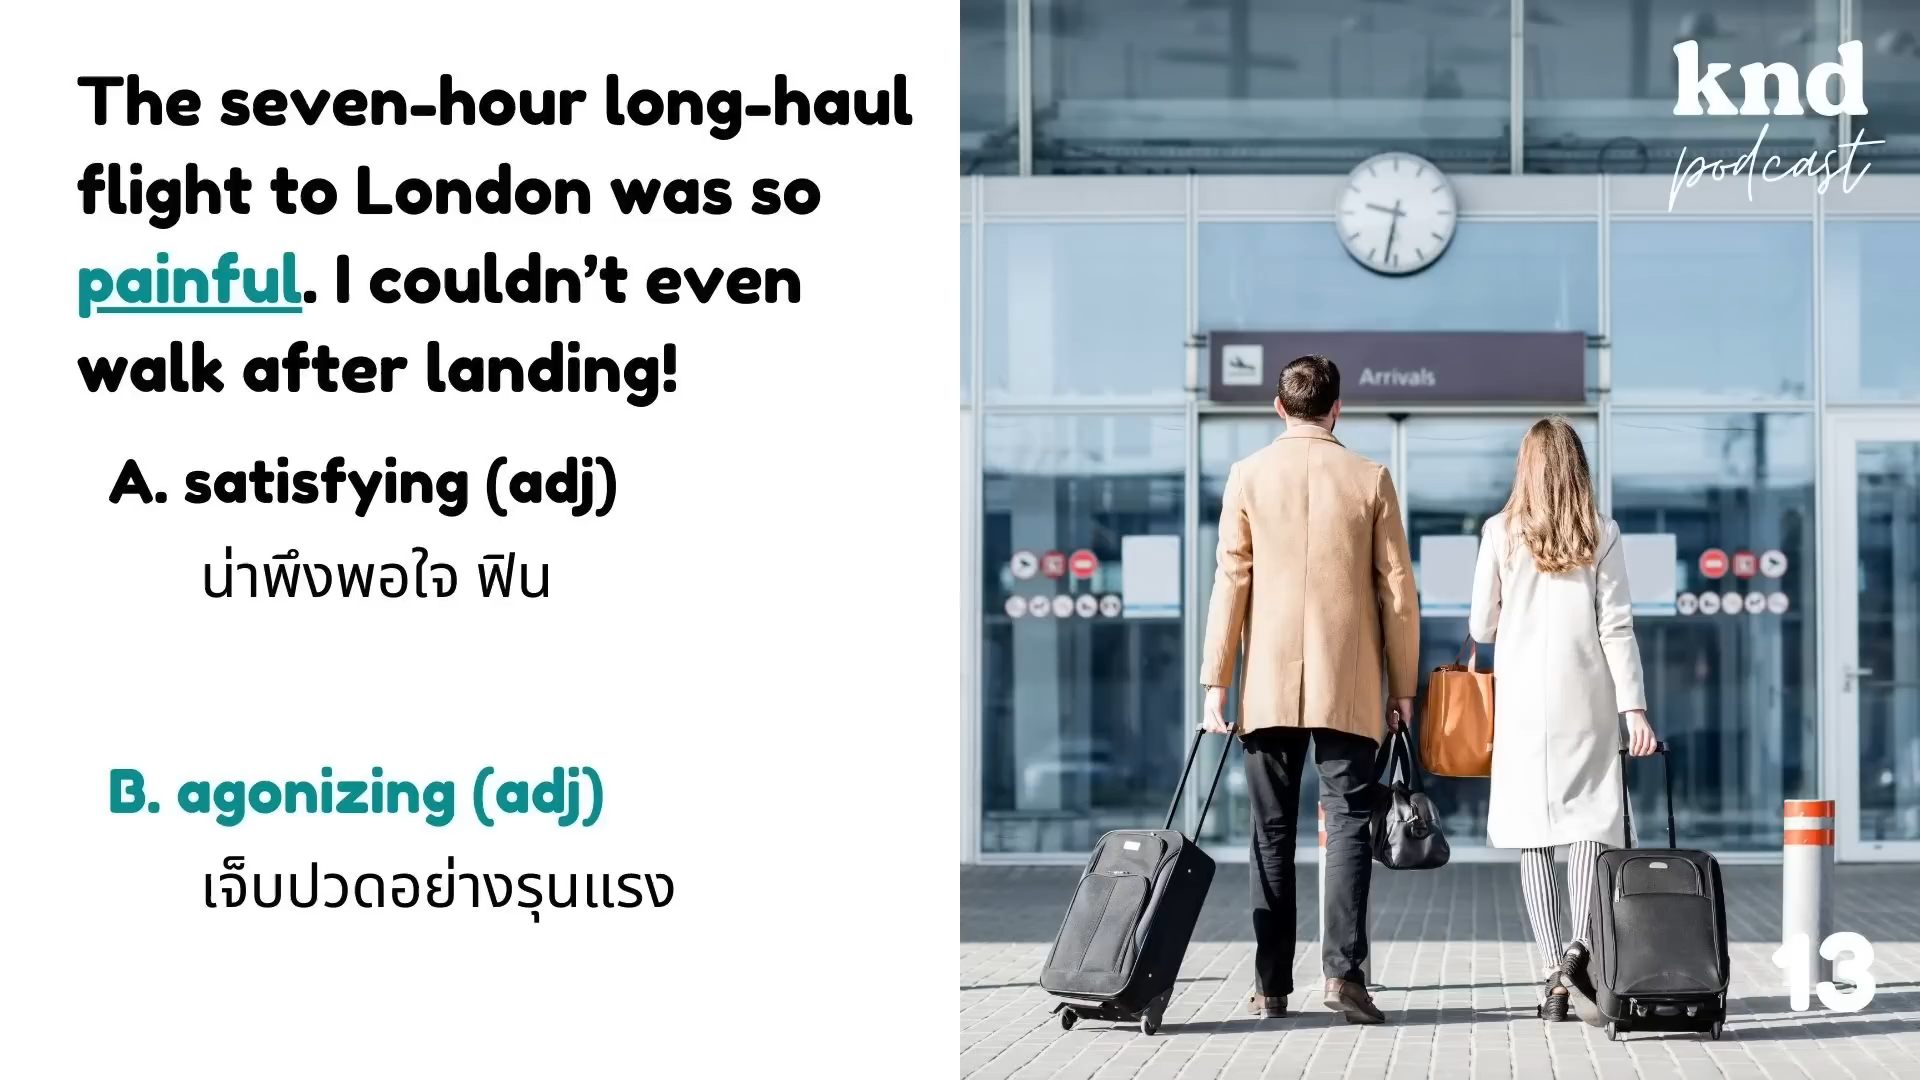 The seven-hour long-haul
flight to London was so
painful. I couldn’t even
walk after landing!
A. satisfying (adj)
น่าพึงพอใจ ฟิน
B. agonizing (adj)
เจ็บปวดอย่างรุนแรง
knd
podcast
Arrivals
13